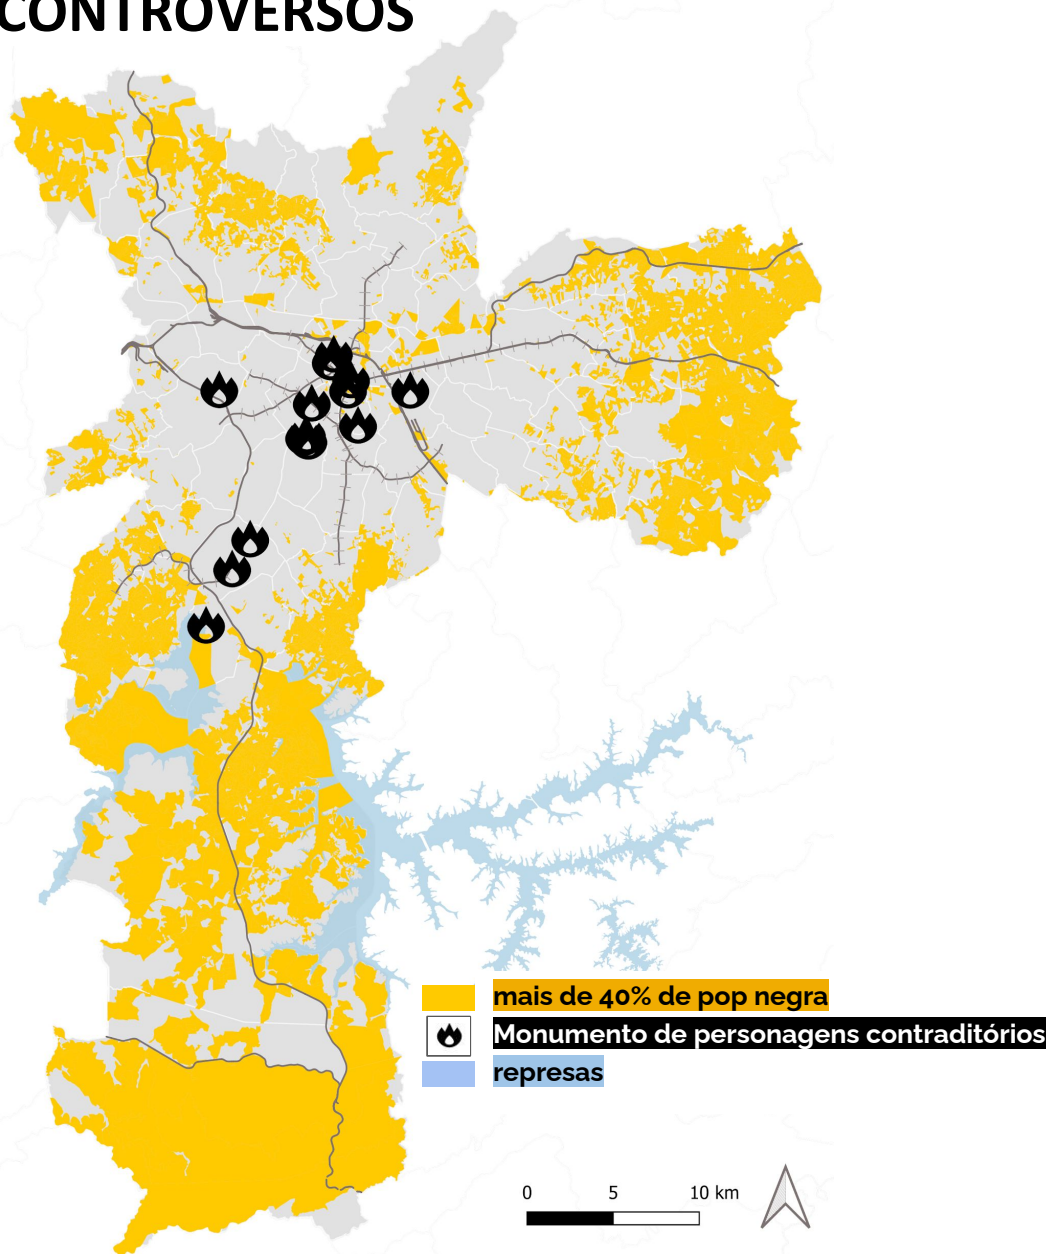 CONTROVERSOS
mais de 40% de pop negra
Monumento de personagens contraditórios
represas
0 5 10 km